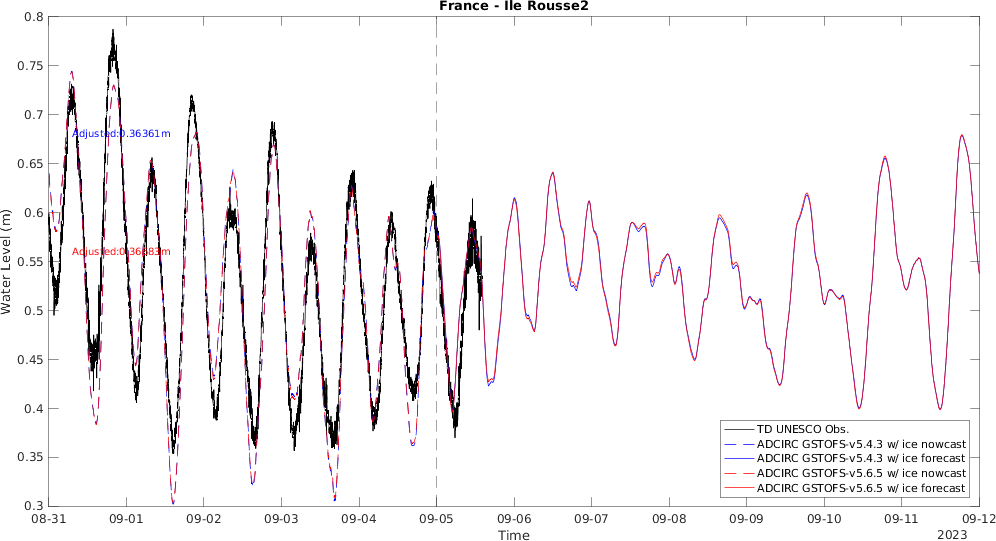 France - Ile Rousse2
0.8
0.75
0.7
0.65
0.6
0.55
0.5
0.45
0.4
0.35
0.3
Water Level (m)
Adjusted:0.36361m
Adjusted:0.36883m
TD UNESCO Obs.
ADCIRC GSTOFS-v5.4.3 w/ ice nowcast
ADCIRC GSTOFS-v5.4.3 w/ ice forecast
ADCIRC GSTOFS-v5.6.5 w/ ice nowcast
ADCIRC GSTOFS-v5.6.5 w/ ice forecast
08-31 09-01 09-02 09-03 09-04 09-05 09-06 09-07 09-08 09-09 09-10 09-11 09-12
Time
2023